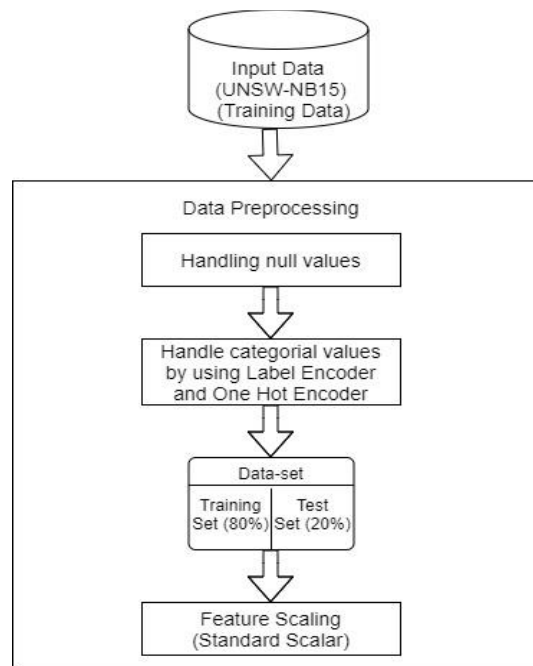 Input Data
(UNSW-NB15)
(Training Data)
Data Preprocessing
Handling null values
Handle categorial values
by using Label Encoder
and One Hot Encoder
Data-set
Training
Set (80%)
Test
Set (20%)
Feature Scaling
(Standard Scalar)